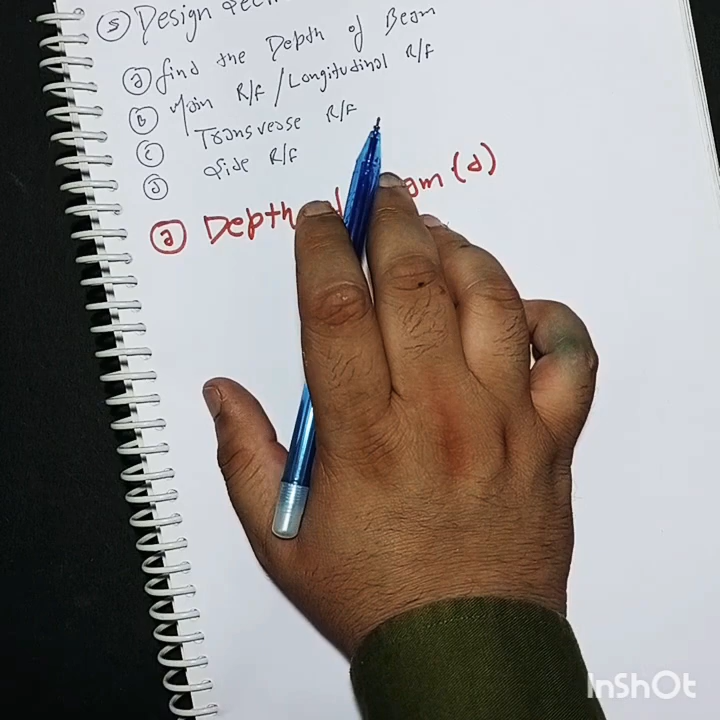 ⑤ Design
ⓐ find the Depth of Beam
ⓑ Main R/F / Longitudinal R/F
ⓒ Transverse R/F
ⓓ Side R/F
ⓐ Depth (d)
InShOt